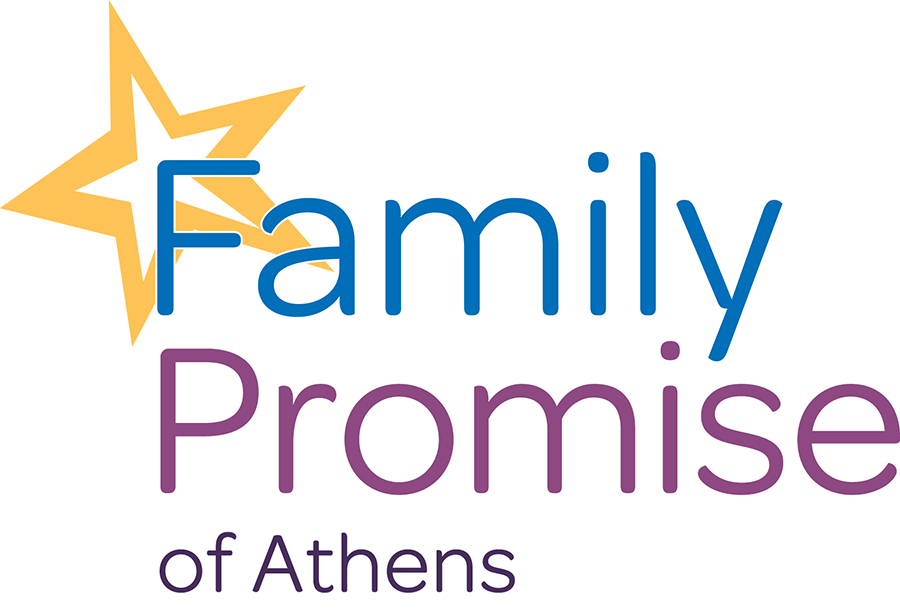 Family
Promise
of Athens